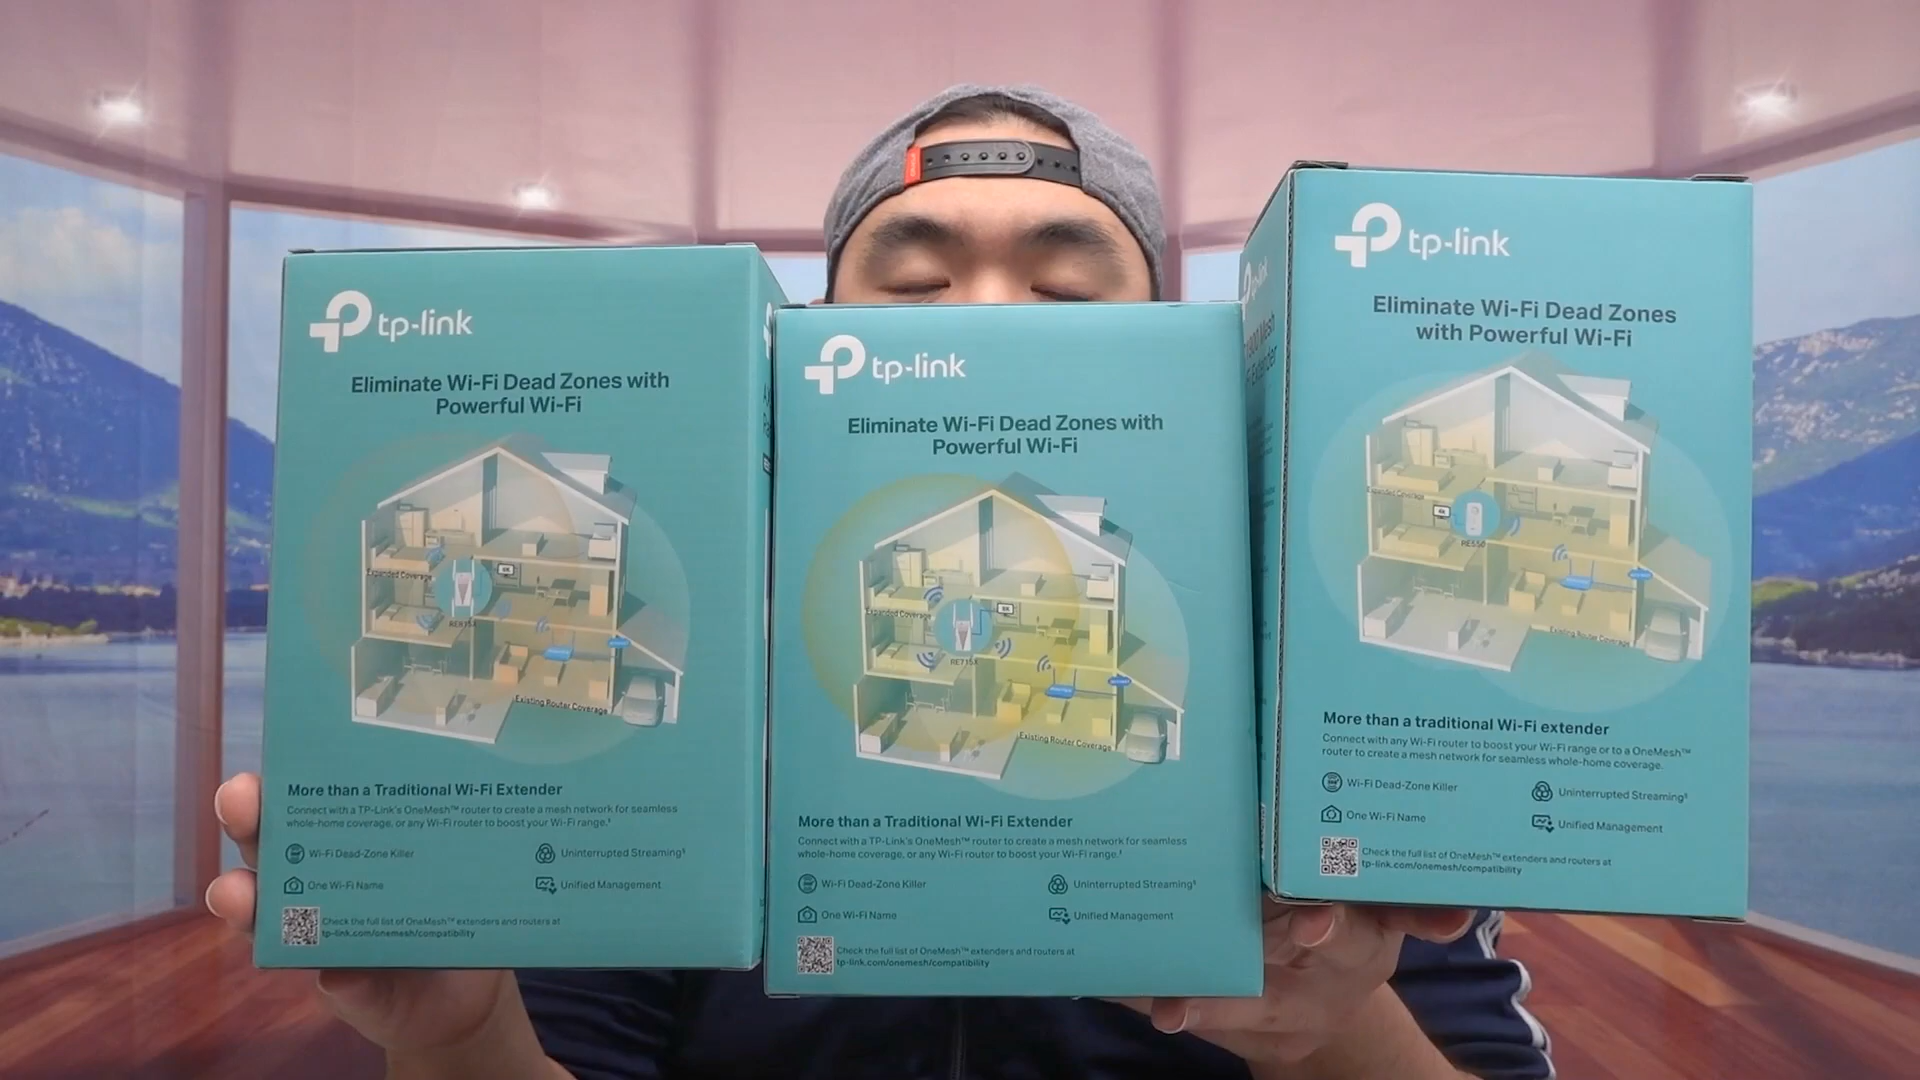 tp-link
Eliminate Wi-Fi Dead Zones with
Powerful Wi-Fi
Expanded Coverage
4K
Existing Router Coverage
More than a Traditional Wi-Fi Extender
Connect with a TP-Link's OneMesh™ router to create a mesh network for seamless
whole-home coverage, or any Wi-Fi router to boost your Wi-Fi range.‡
Wi-Fi Dead-Zone Killer
Uninterrupted Streaming§
One Wi-Fi Name
Unified Management
Check the full list of OneMesh™ extenders and routers at
tp-link.com/onemesh/compatibility
tp-link
Eliminate Wi-Fi Dead Zones with
Powerful Wi-Fi
Expanded Coverage
8K
RE715X
Existing Router Coverage
More than a Traditional Wi-Fi Extender
Connect with a TP-Link's OneMesh™ router to create a mesh network for seamless
whole-home coverage, or any Wi-Fi router to boost your Wi-Fi range.‡
Wi-Fi Dead-Zone Killer
Uninterrupted Streaming§
One Wi-Fi Name
Unified Management
Check the full list of OneMesh™ extenders and routers at
tp-link.com/onemesh/compatibility
tp-link
Eliminate Wi-Fi Dead Zones
with Powerful Wi-Fi
Expanded Coverage
4K
RE550
Existing Router Coverage
More than a traditional Wi-Fi extender
Connect with any Wi-Fi router to boost your Wi-Fi range or to a OneMesh™
router to create a mesh network for seamless whole-home coverage.
Wi-Fi Dead-Zone Killer
Uninterrupted Streaming§
One Wi-Fi Name
Unified Management
Check the full list of OneMesh™ extenders and routers at
tp-link.com/onemesh/compatibility